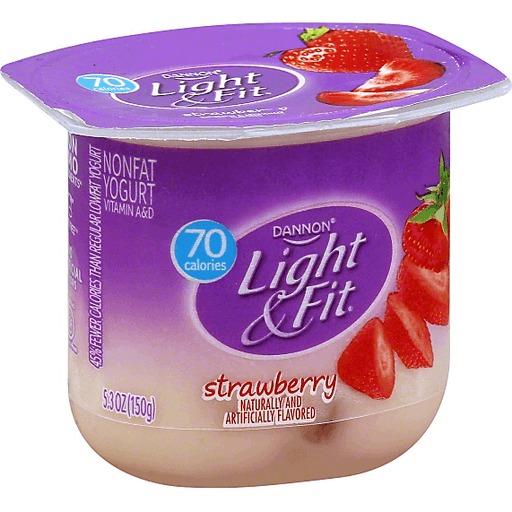 70
calories
DANNON
Light
& Fit
strawberry
NONFAT
YOGURT
VITAMIN A&D
45% FEWER CALORIES THAN REGULAR LOWFAT YOGURT
70
calories
DANNON®
Light
& Fit®
strawberry
NATURALLY AND
ARTIFICIALLY FLAVORED
5.3 OZ (150g)